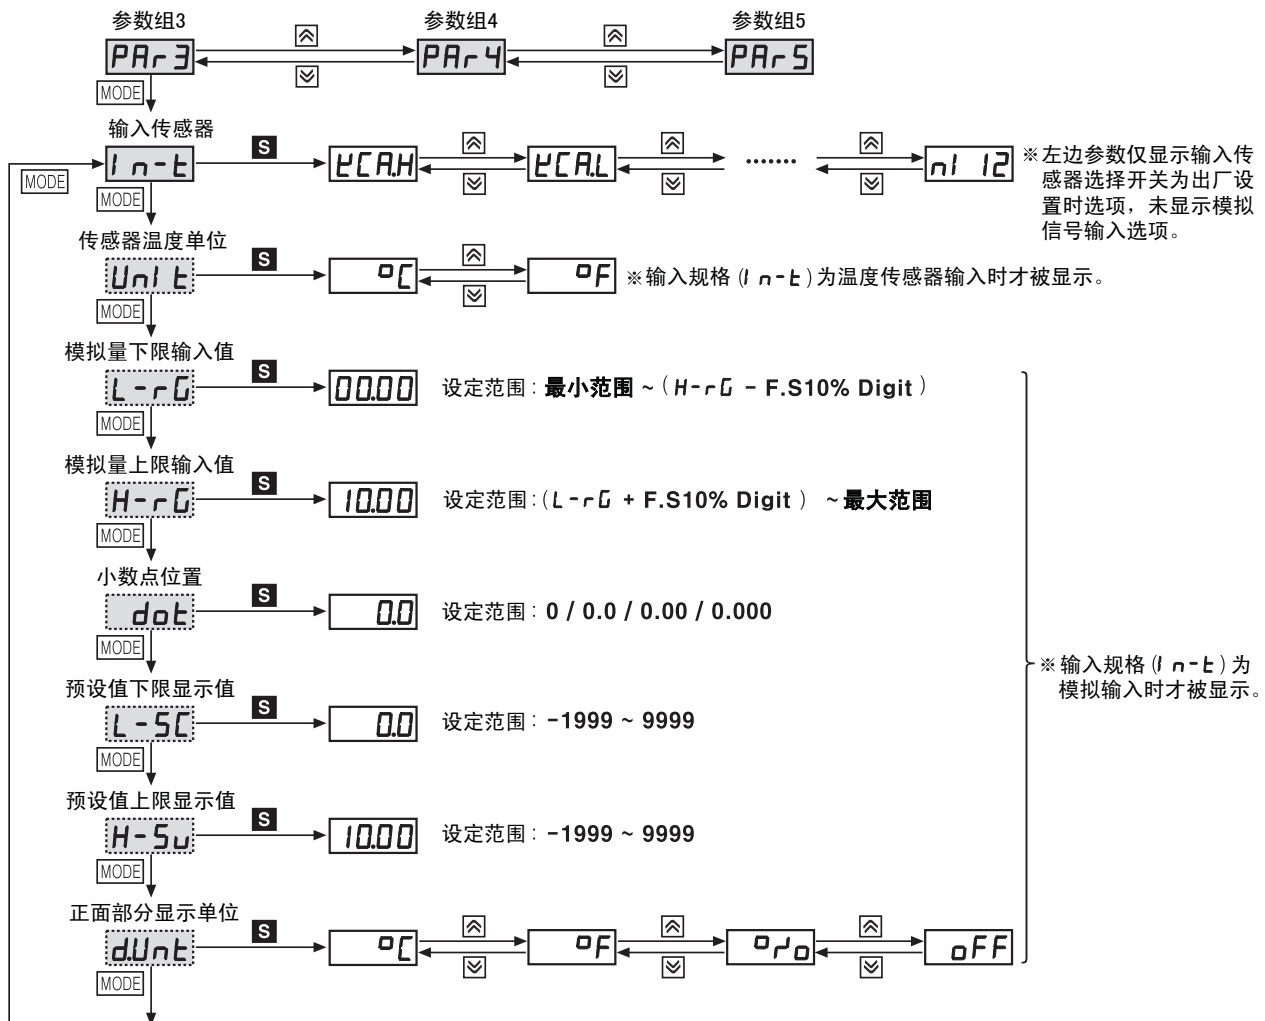 参数组3 参数组4 参数组5
PAr3 PAr4 PAr5
MODE
输入传感器
In-t S KCA.H KCA.L ....... nI 12 ※左边参数仅显示输入传
感器选择开关为出厂设
置时选项，未显示模拟
信号输入选项。
MODE
MODE
传感器温度单位
UnIt S °C °F ※输入规格(In-t)为温度传感器输入时才被显示。
MODE
模拟量下限输入值
L-rG S 00.00 设定范围：最小范围 ~ (H-rG - F.S10% Digit)
MODE
模拟量上限输入值
H-rG S 10.00 设定范围：(L-rG + F.S10% Digit) ~ 最大范围
MODE
小数点位置
dot S 0.0 设定范围：0 / 0.0 / 0.00 / 0.000
MODE
※输入规格(In-t)为
模拟输入时才被显示。
预设值下限显示值
L-SC S 0.0 设定范围：-1999 ~ 9999
MODE
预设值上限显示值
H-Su S 10.00 设定范围：-1999 ~ 9999
MODE
正面部分显示单位
d.Unt S °C °F % oFF
MODE